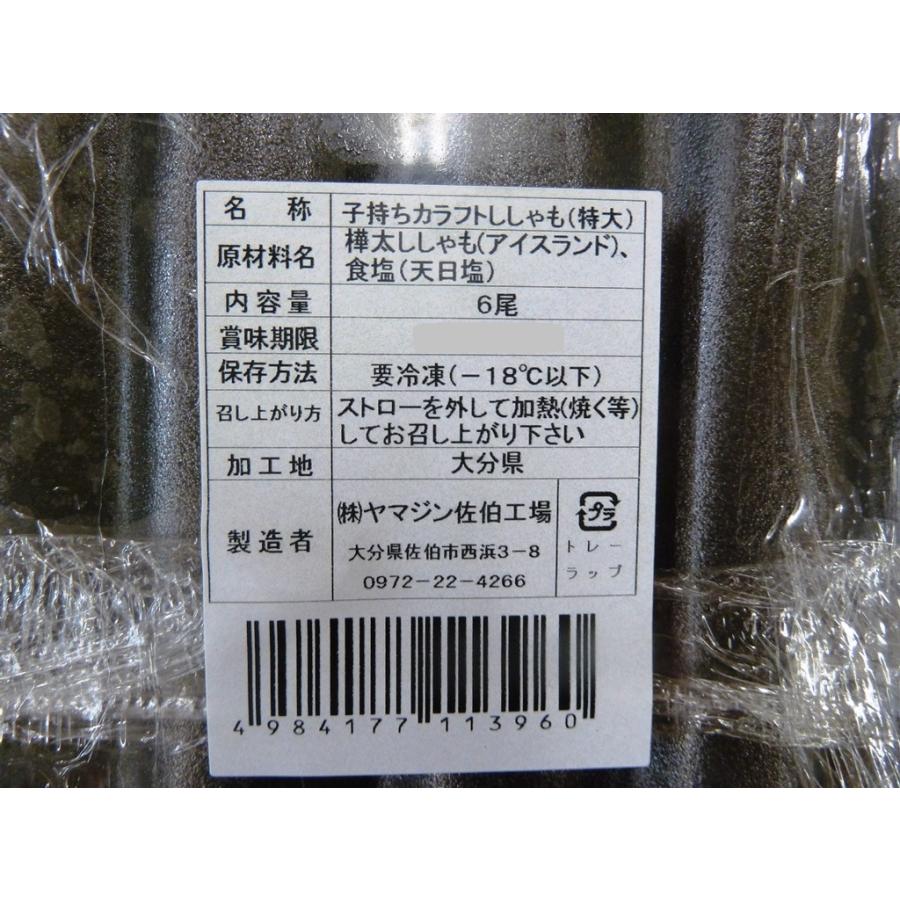 名称 子持ちカラフトししゃも(特大)
原材料名 樺太ししゃも(アイスランド)、
食塩(天日塩)
内容量 6尾
賞味期限
保存方法 要冷凍(－18℃以下)
召し上がり方 ストローを外して加熱(焼く等)
してお召し上がり下さい
加工地 大分県
製造者 ㈱ヤマジン佐伯工場
大分県佐伯市西浜3－8
0972－22－4266
プラ
トレー
ラップ
4984177113960